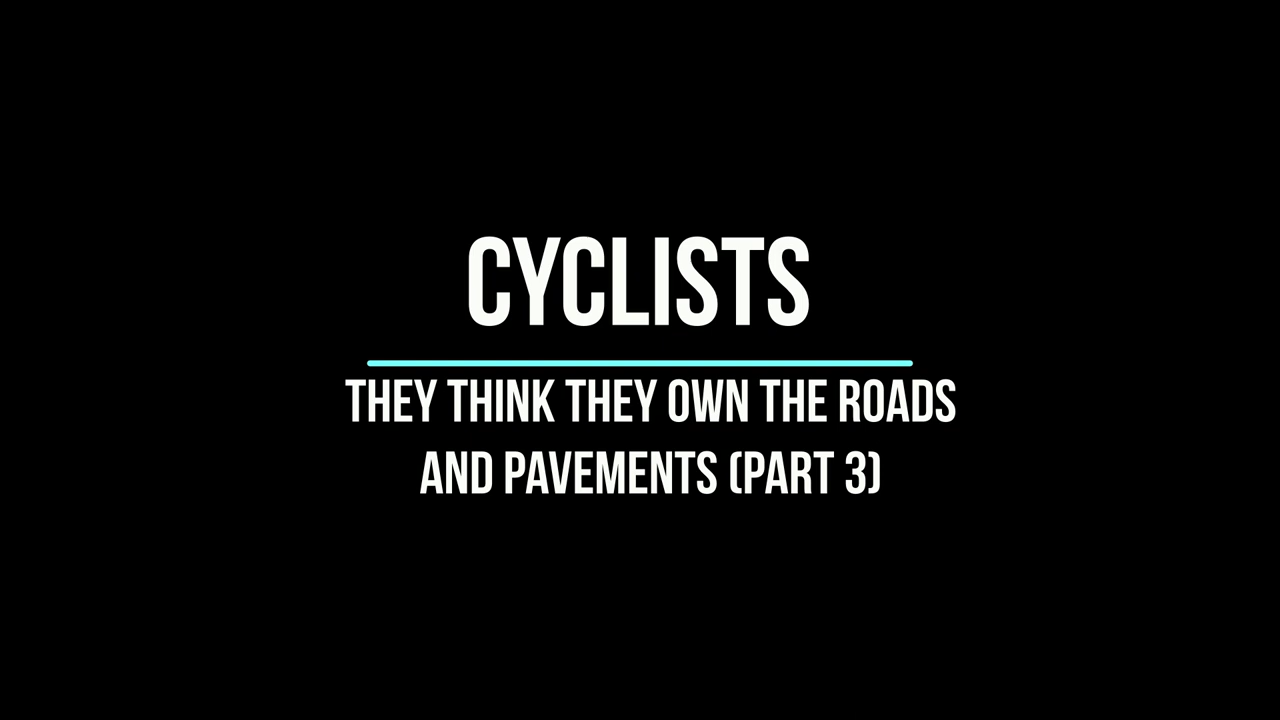 CYCLISTS
THEY THINK THEY OWN THE ROADS
AND PAVEMENTS (PART 3)